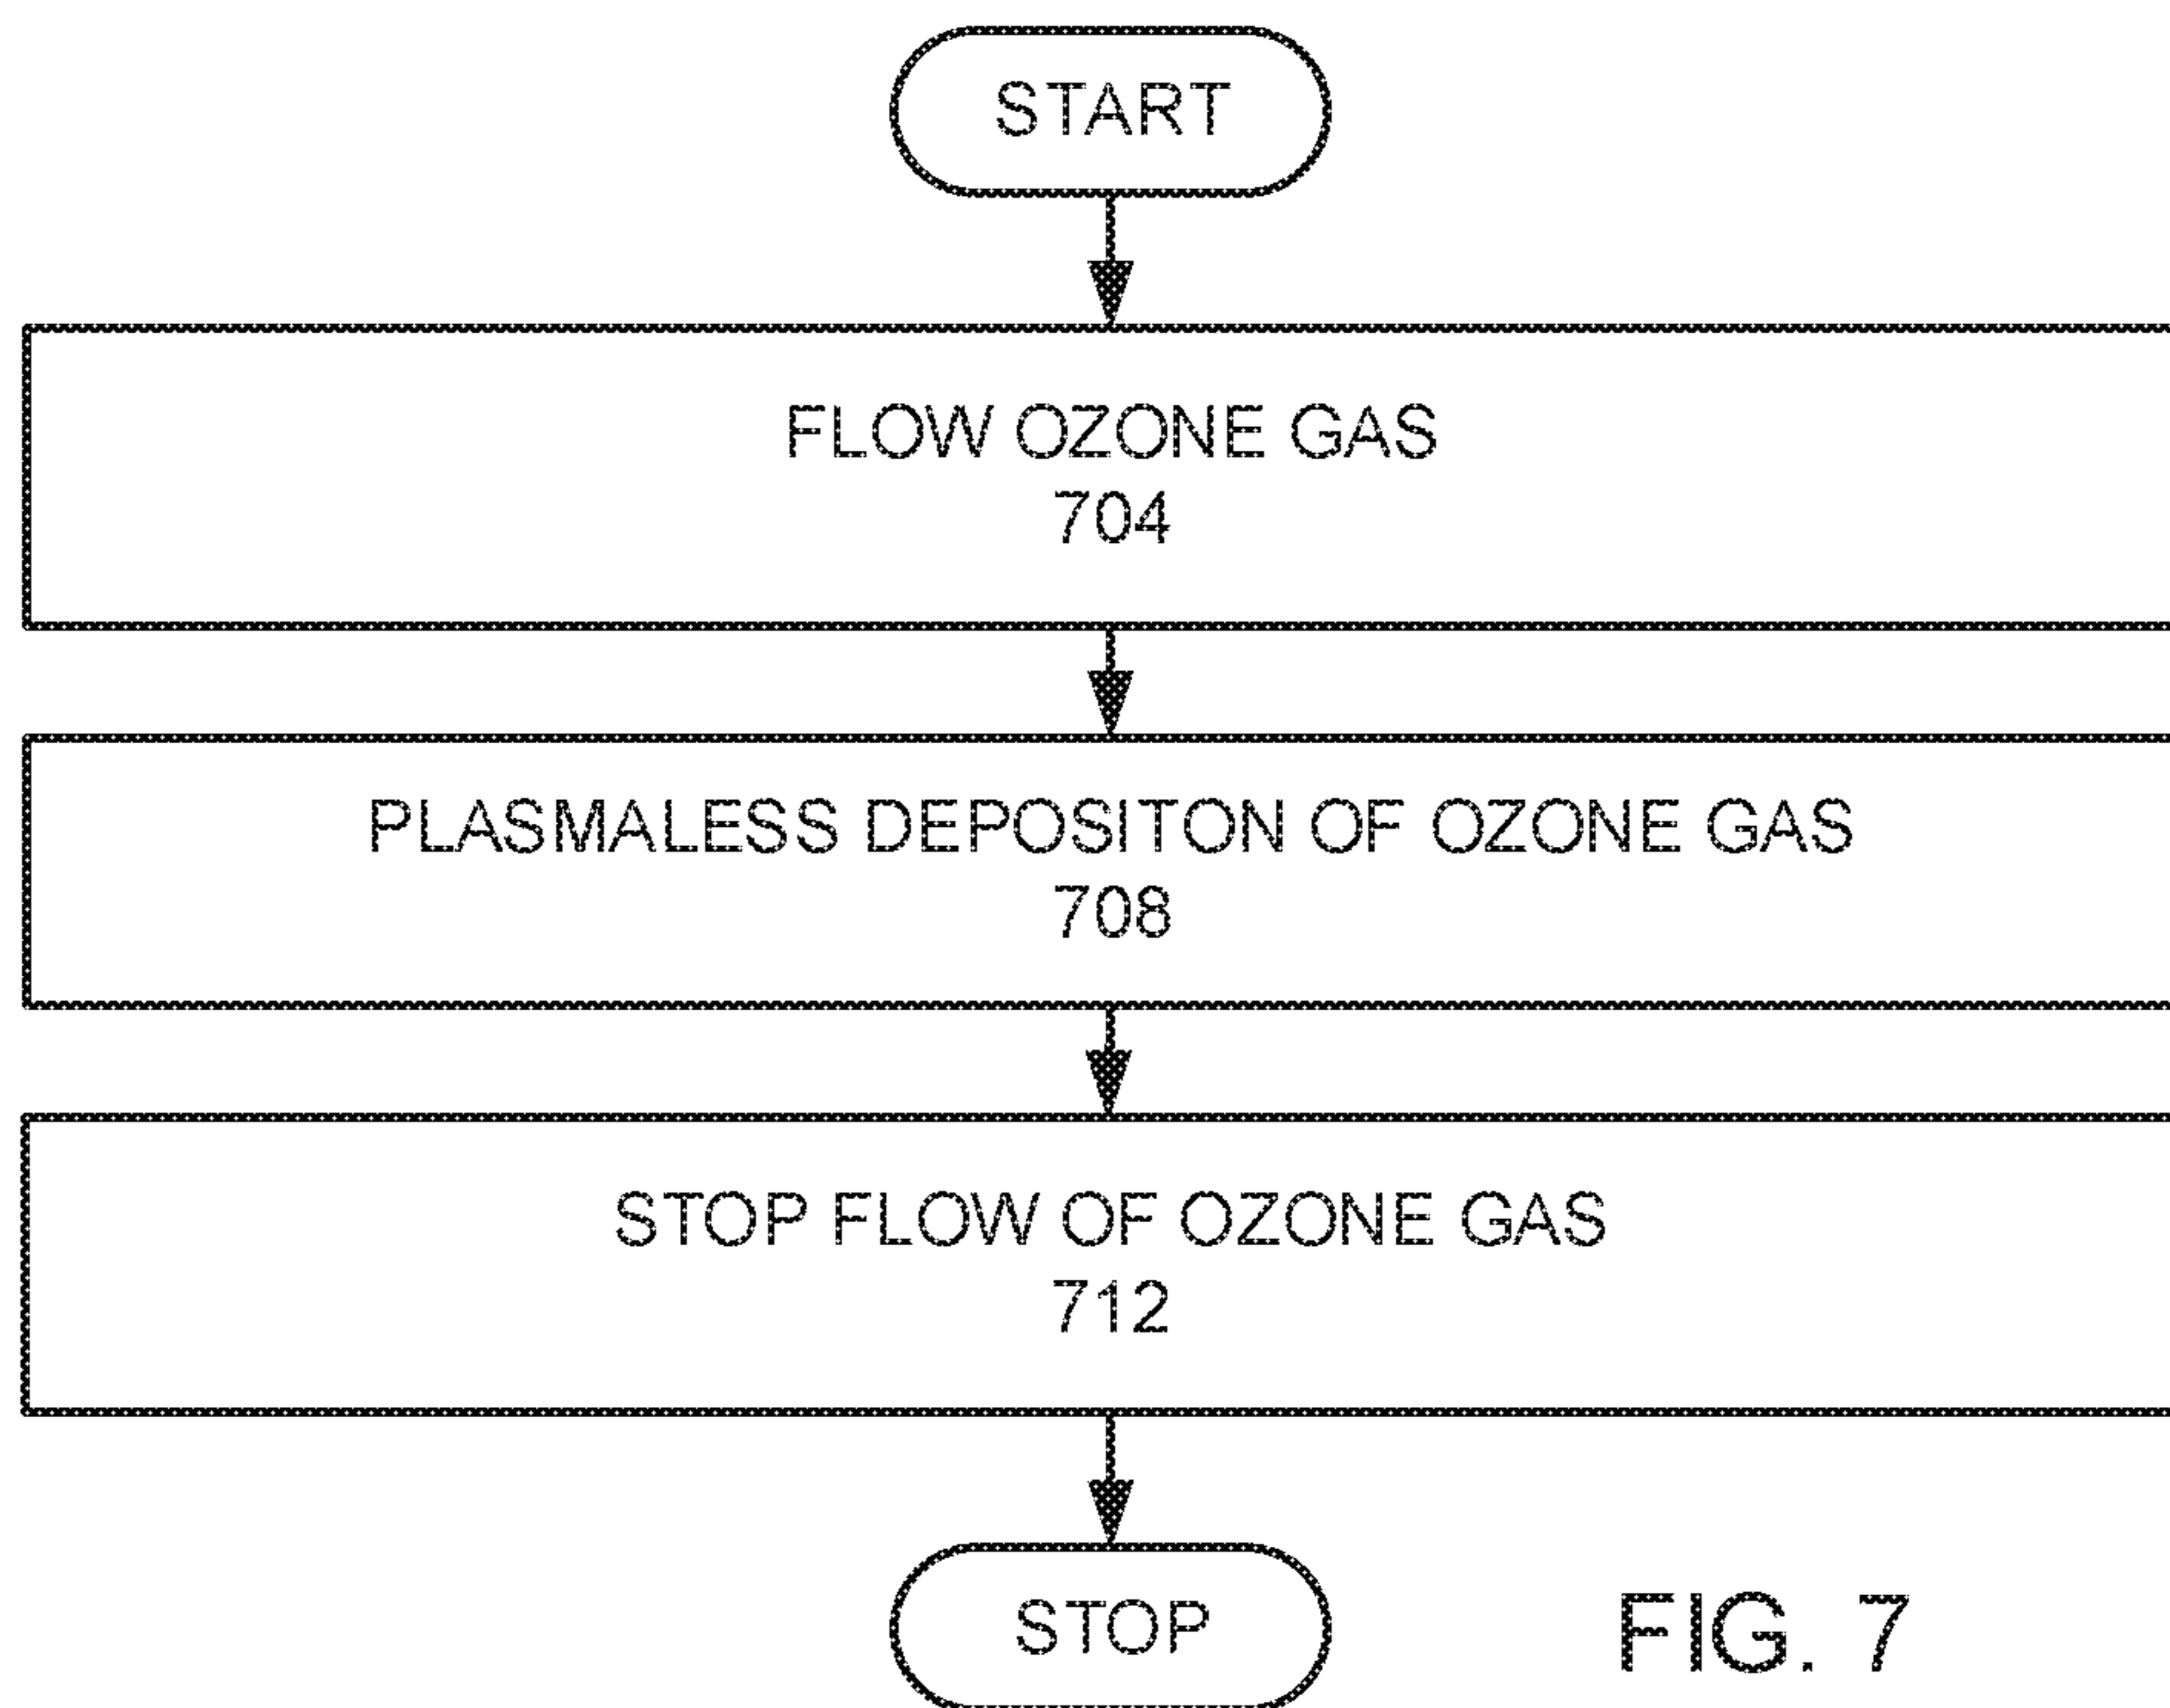 START
FLOW OZONE GAS
704
PLASMALESS DEPOSITON OF OZONE GAS
708
STOP FLOW OF OZONE GAS
712
STOP
FIG. 7